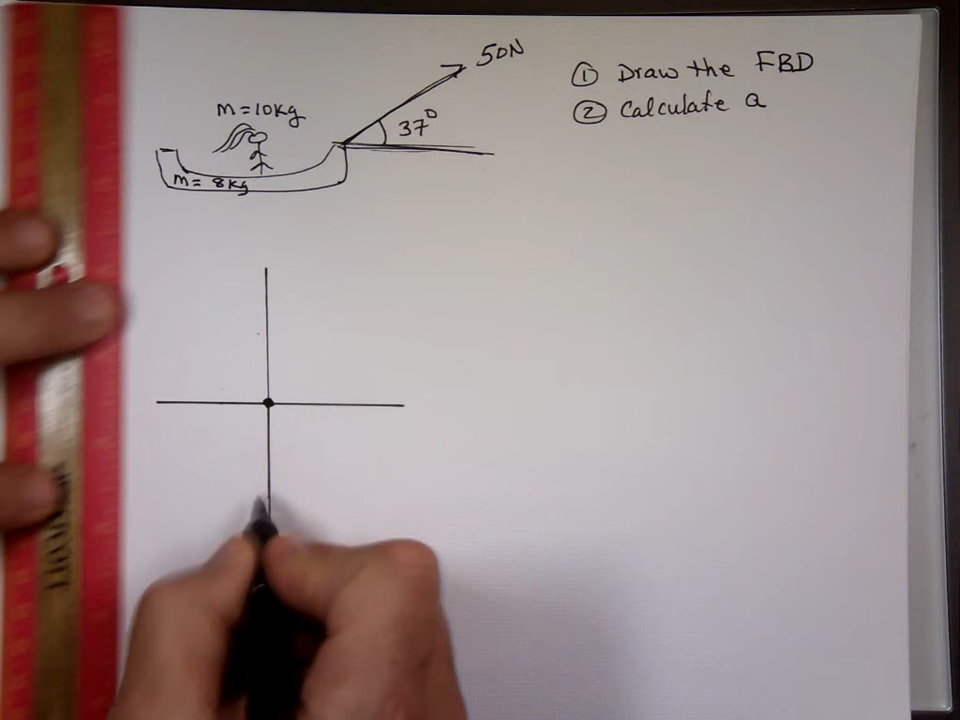 50N
① Draw the FBD
② Calculate a
m=10kg
37°
m= 8kg